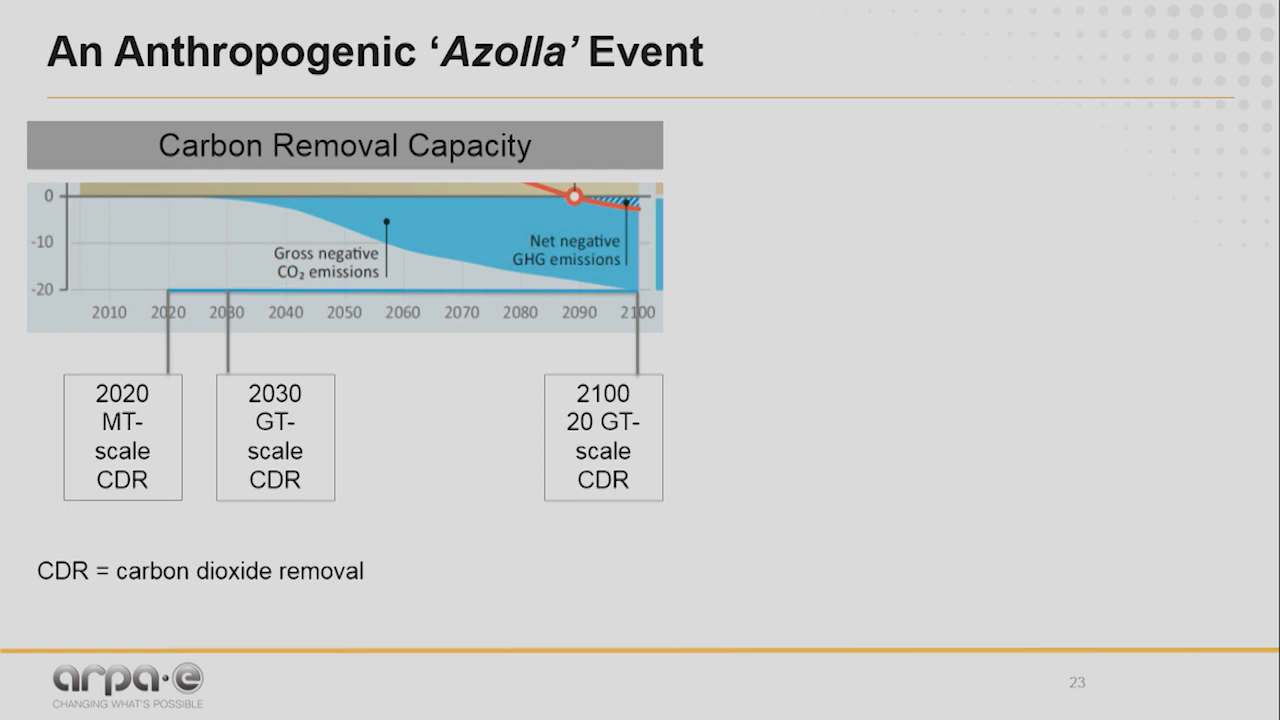 An Anthropogenic ‘Azolla’ Event
Carbon Removal Capacity
0
-10
-20
Gross negative
CO₂ emissions
Net negative
GHG emissions
2010 2020 2030 2040 2050 2060 2070 2080 2090 2100
2020
MT-
scale
CDR
2030
GT-
scale
CDR
2100
20 GT-
scale
CDR
CDR = carbon dioxide removal
arpa·e
CHANGING WHAT'S POSSIBLE
23